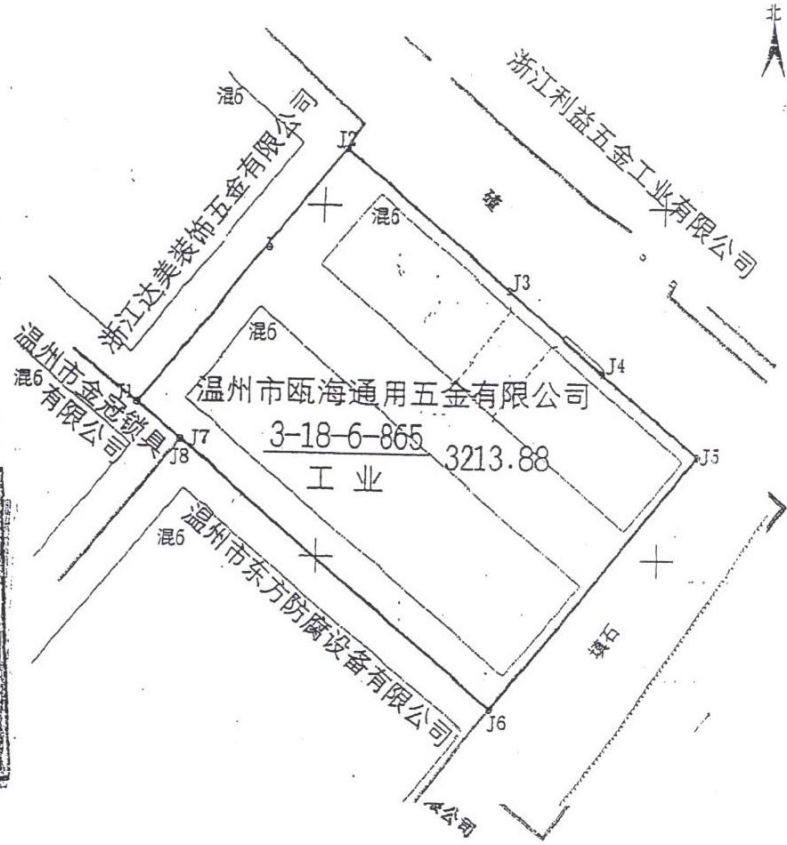 北
浙江利益五金工业有限公司
混6
浙江达美装饰五金有限公司
J2
混6
J3
混6
J4
温州市金冠锁具
有限公司
混6
温州市瓯海通用五金有限公司
3-18-6-865
3213.88
工 业
J5
J7
J8
混6
温州市东方防腐设备有限公司
J6
限公司